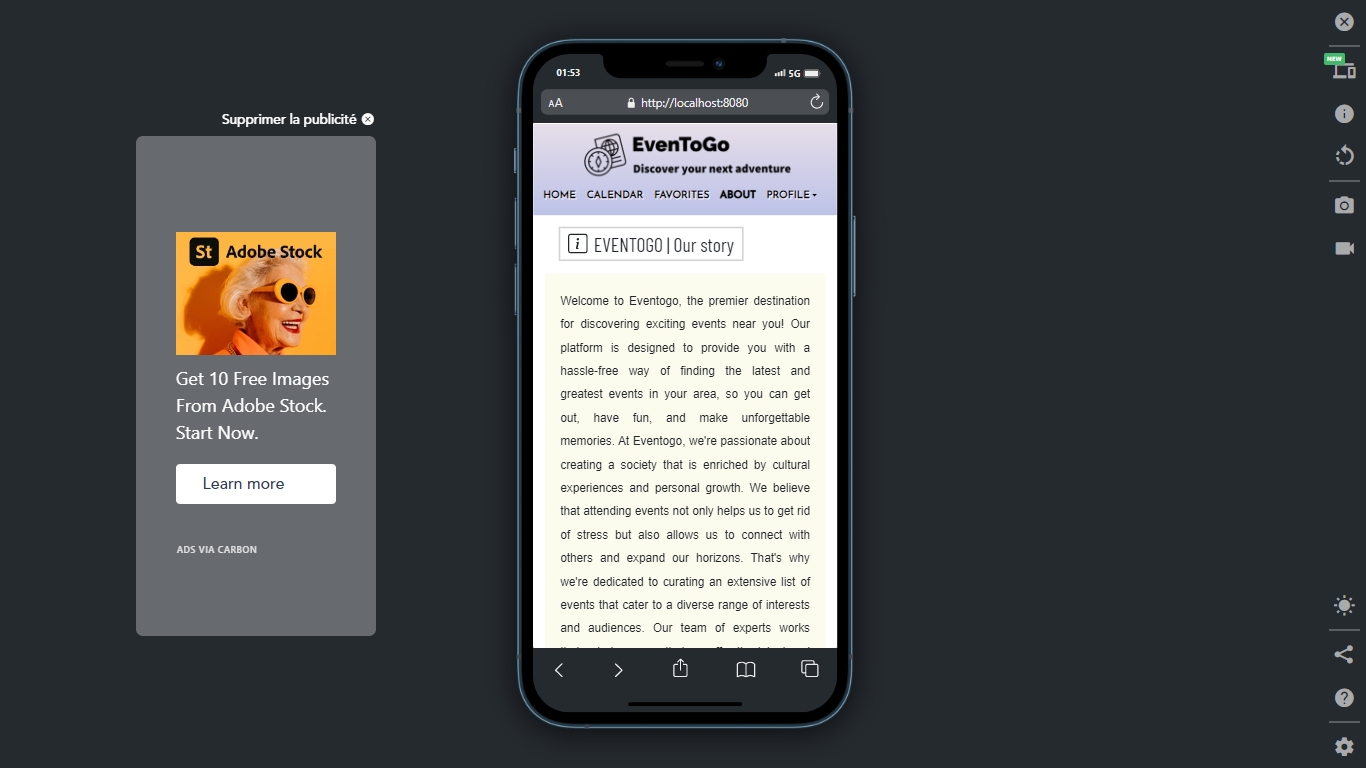 Supprimer la publicité
St Adobe Stock
Get 10 Free Images
From Adobe Stock.
Start Now.
Learn more
ADS VIA CARBON
01:53
5G
AA
http://localhost:8080
EvenToGo
Discover your next adventure
HOME CALENDAR FAVORITES ABOUT PROFILE
i EVENTOGO | Our story
Welcome to Eventogo, the premier destination
for discovering exciting events near you! Our
platform is designed to provide you with a
hassle-free way of finding the latest and
greatest events in your area, so you can get
out, have fun, and make unforgettable
memories. At Eventogo, we're passionate about
creating a society that is enriched by cultural
experiences and personal growth. We believe
that attending events not only helps us to get rid
of stress but also allows us to connect with
others and expand our horizons. That's why
we're dedicated to curating an extensive list of
events that cater to a diverse range of interests
and audiences. Our team of experts works
NEW